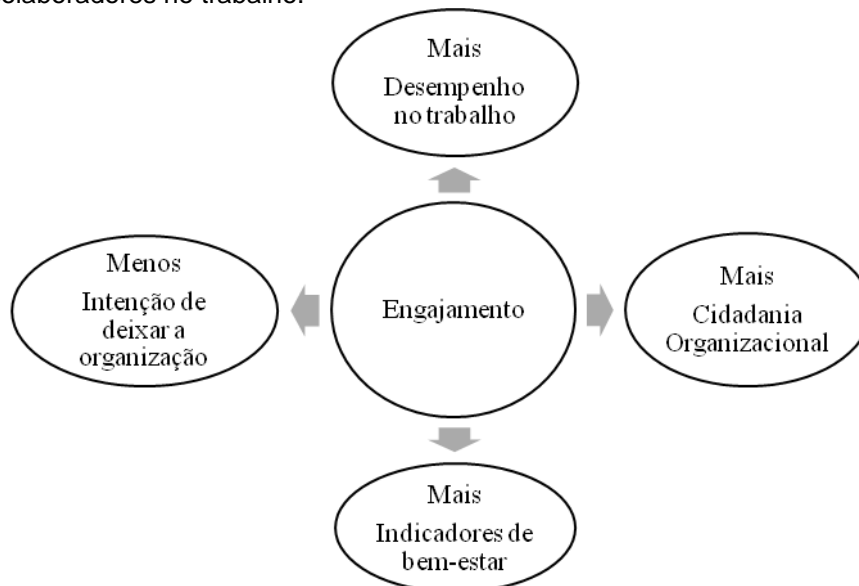 elaboradores no trabalho.
Mais
Desempenho
no trabalho
Menos
Intenção de
deixar a
organização
Engajamento
Mais
Cidadania
Organizacional
Mais
Indicadores de
bem-estar